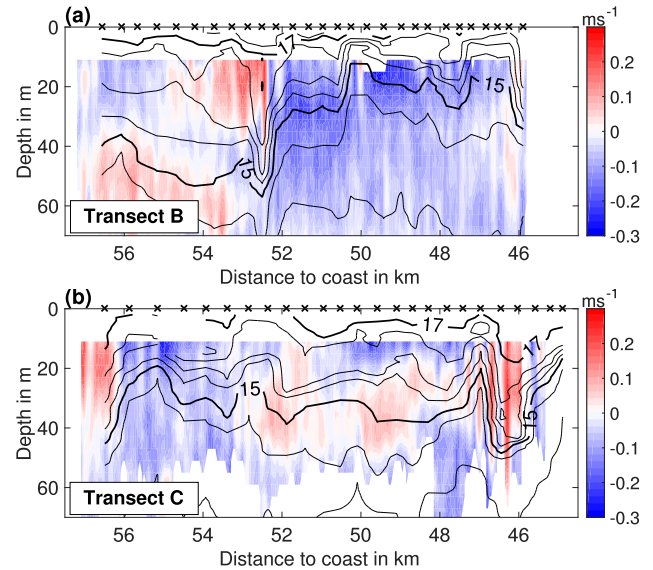 (a)
ms-1
17
0
0.2
20
15
0.1
40
0
15
-0.1
60
-0.2
Transect B
-0.3
56 54 52 50 48 46
Depth in m
Distance to coast in km
(b)
ms-1
0
17
17
0.2
20
15
0.1
40
15
0
-0.1
60
-0.2
Transect C
-0.3
56 54 52 50 48 46
Depth in m
Distance to coast in km